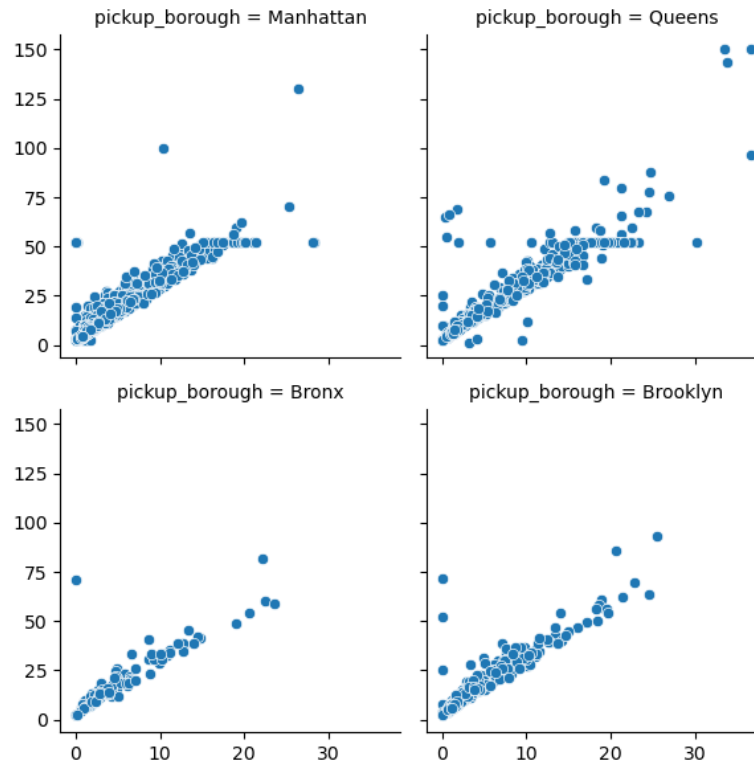 pickup_borough = Manhattan
pickup_borough = Queens
150
125
100
75
50
25
0
pickup_borough = Bronx
pickup_borough = Brooklyn
150
125
100
75
50
25
0
0 10 20 30
0 10 20 30